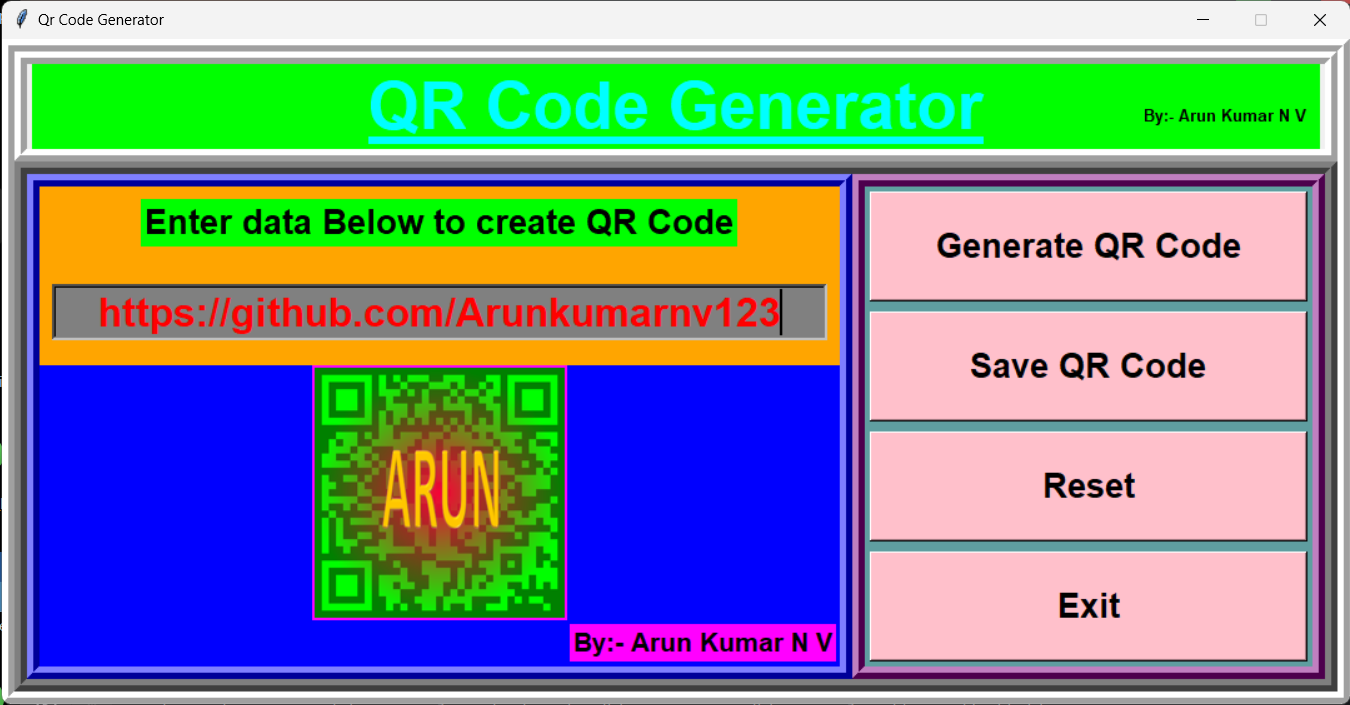 Qr Code Generator
QR Code Generator
By:- Arun Kumar N V
Enter data Below to create QR Code
https://github.com/Arunkumarnv123
ARUN
By:- Arun Kumar N V
Generate QR Code
Save QR Code
Reset
Exit